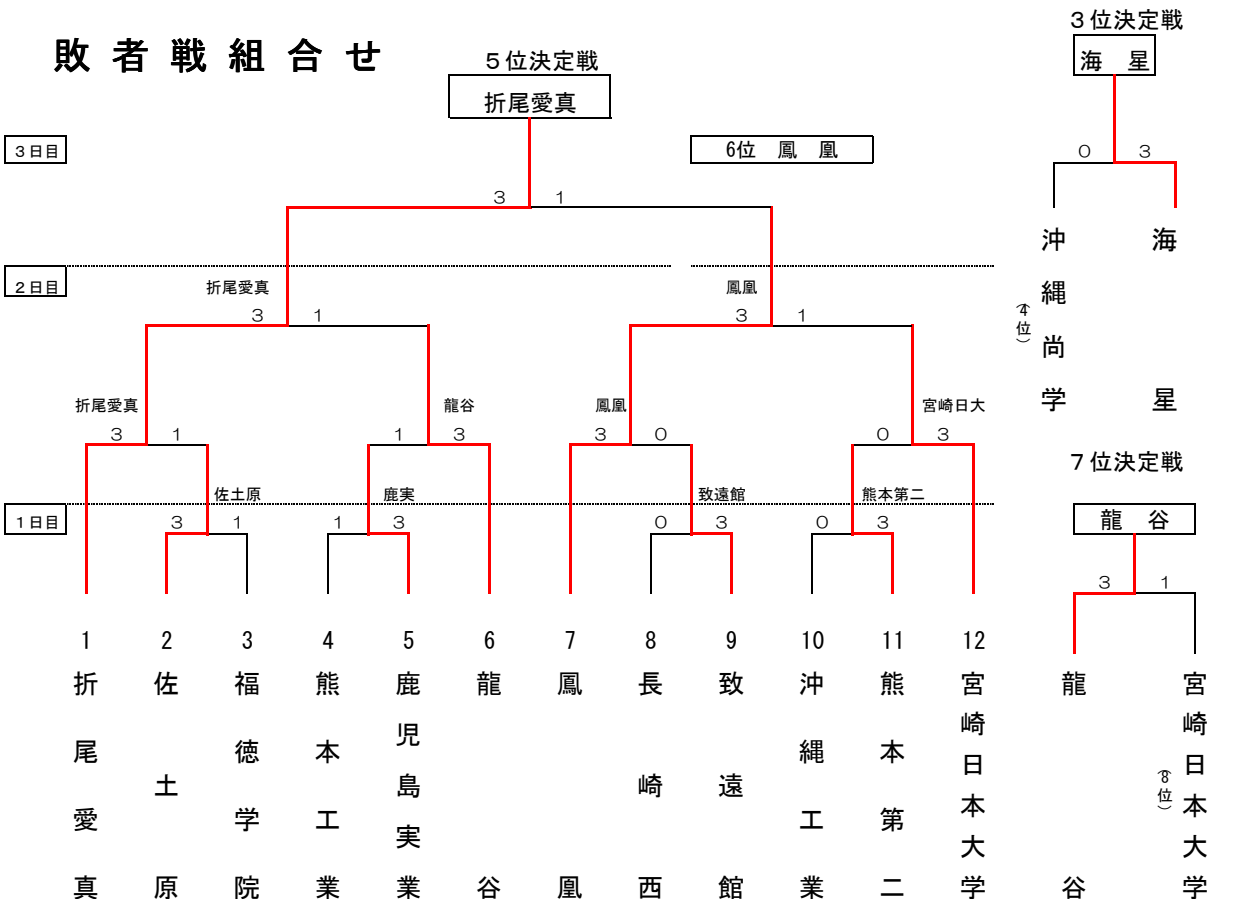 敗者戦組合せ
5位決定戦
折尾愛真
3日目
6位 鳳凰
3 1
2日目
折尾愛真 鳳凰
3 1 3 1
折尾愛真 龍谷 鳳凰 宮崎日大
3 1 1 3 3 0 0 3
佐土原 鹿実 致遠館 熊本第二
1日目
3 1 1 3 0 3 0 3
1 2 3 4 5 6 7 8 9 10 11 12
折尾愛真
佐土原
福徳学院
熊本工業
鹿児島実業
龍谷
鳳凰
長崎西
致遠館
沖縄工業
熊本第二
宮崎日本大学
3位決定戦
海星
0 3
沖縄尚学
(4位)
海星
7位決定戦
龍谷
3 1
龍谷
宮崎日本大学
(8位)